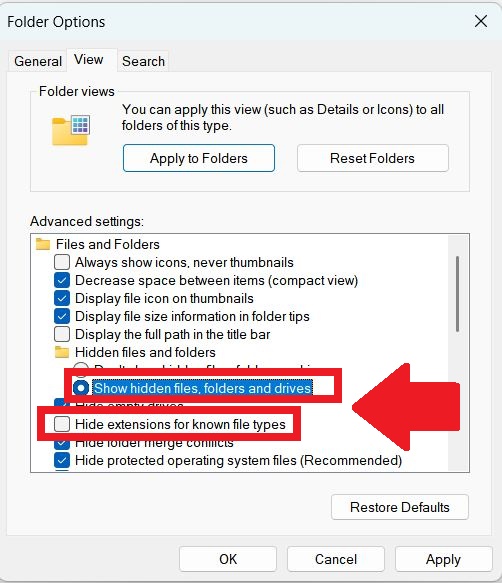 Folder Options
General View Search
Folder views
You can apply this view (such as Details or Icons) to all
folders of this type.
Apply to Folders Reset Folders
Advanced settings:
Files and Folders
Always show icons, never thumbnails
Decrease space between items (compact view)
Display file icon on thumbnails
Display file size information in folder tips
Display the full path in the title bar
Hidden files and folders
Show hidden files, folders and drives
Hide empty drives
Hide extensions for known file types
Hide folder merge conflicts
Hide protected operating system files (Recommended)
Restore Defaults
OK Cancel Apply